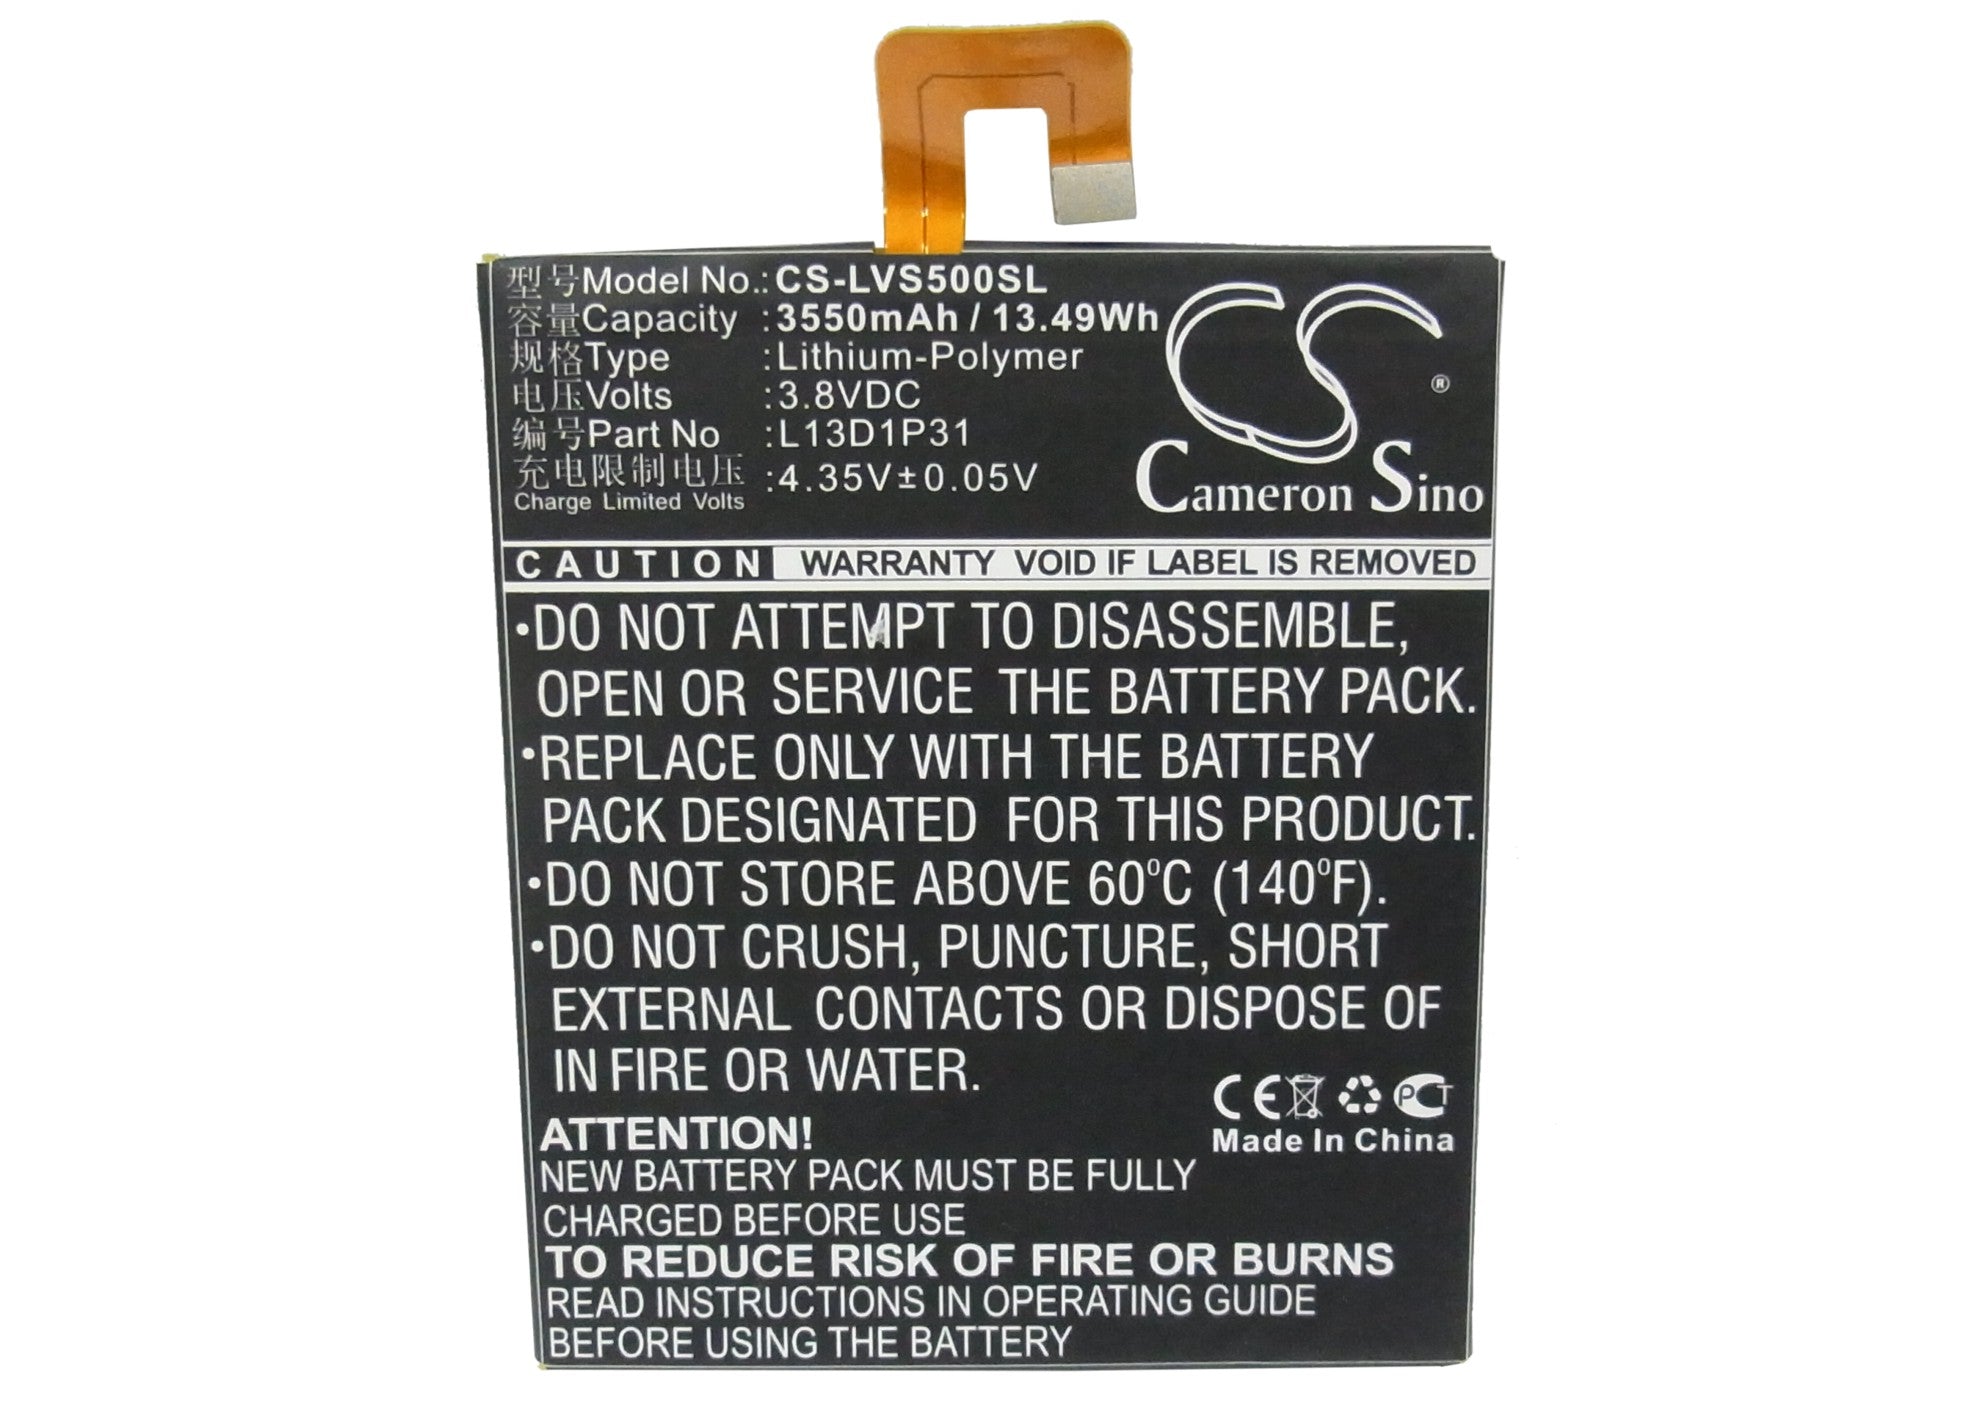 型号Model No.: CS-LVS500SL
容量Capacity : 3550mAh / 13.49Wh
规格Type : Lithium-Polymer
电压Volts : 3.8VDC
编号Part No : L13D1P31
充电限制电压 : 4.35V±0.05V
Charge Limited Volts
CS ®
Cameron Sino
CAUTION WARRANTY VOID IF LABEL IS REMOVED
•DO NOT ATTEMPT TO DISASSEMBLE,
OPEN OR SERVICE THE BATTERY PACK.
•REPLACE ONLY WITH THE BATTERY
PACK DESIGNATED FOR THIS PRODUCT.
•DO NOT STORE ABOVE 60°C (140°F).
•DO NOT CRUSH, PUNCTURE, SHORT
EXTERNAL CONTACTS OR DISPOSE OF
IN FIRE OR WATER.
CE PCT
Made In China
ATTENTION!
NEW BATTERY PACK MUST BE FULLY
CHARGED BEFORE USE
TO REDUCE RISK OF FIRE OR BURNS
READ INSTRUCTIONS IN OPERATING GUIDE
BEFORE USING THE BATTERY